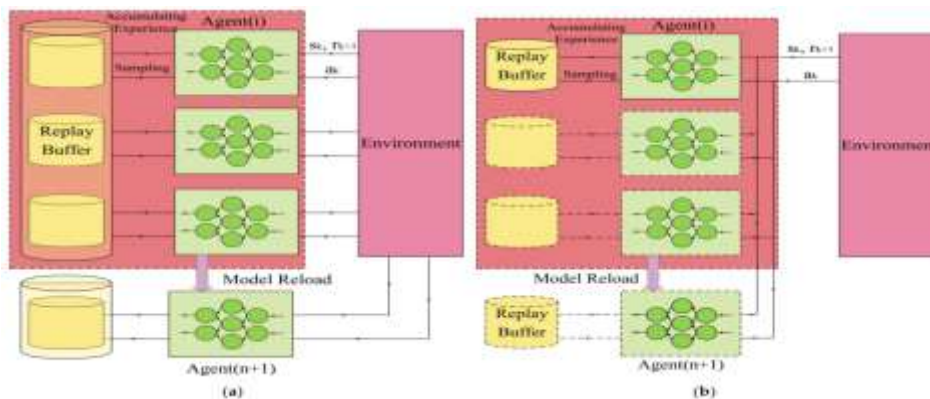 Accumulating
Experience
Agent(i)
Sampling
Replay
Buffer
Environment
Model Reload
Agent(n+1)
(a)
Accumulating
Experience
Agent(i)
Replay
Buffer
Sampling
Environment
Model Reload
Replay
Buffer
Agent(n+1)
(b)